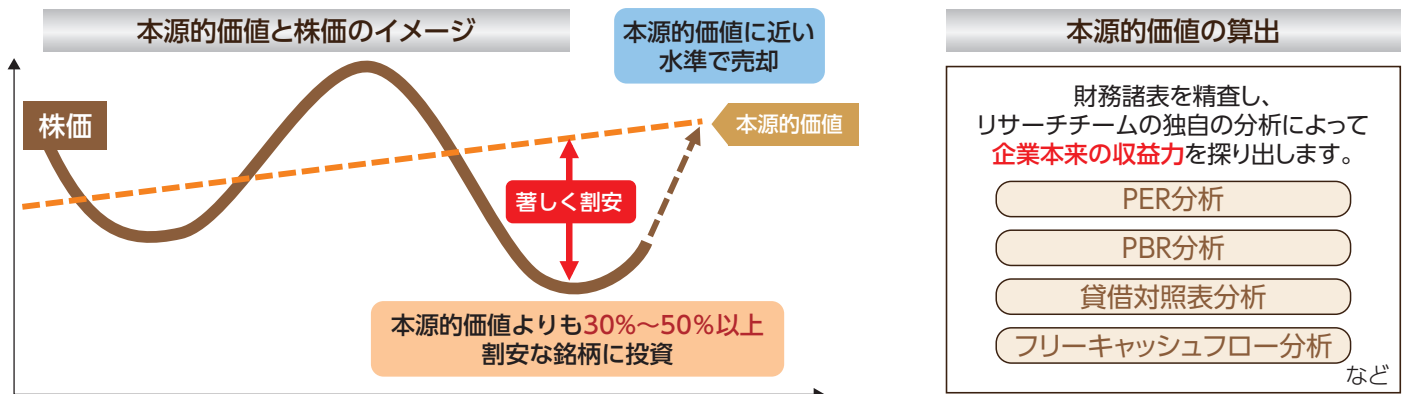 本源的価値と株価のイメージ
本源的価値に近い
水準で売却
株価
本源的価値
著しく割安
本源的価値よりも30%～50%以上
割安な銘柄に投資
本源的価値の算出
財務諸表を精査し、
リサーチチームの独自の分析によって
企業本来の収益力を探り出します。
PER分析
PBR分析
貸借対照表分析
フリーキャッシュフロー分析
など